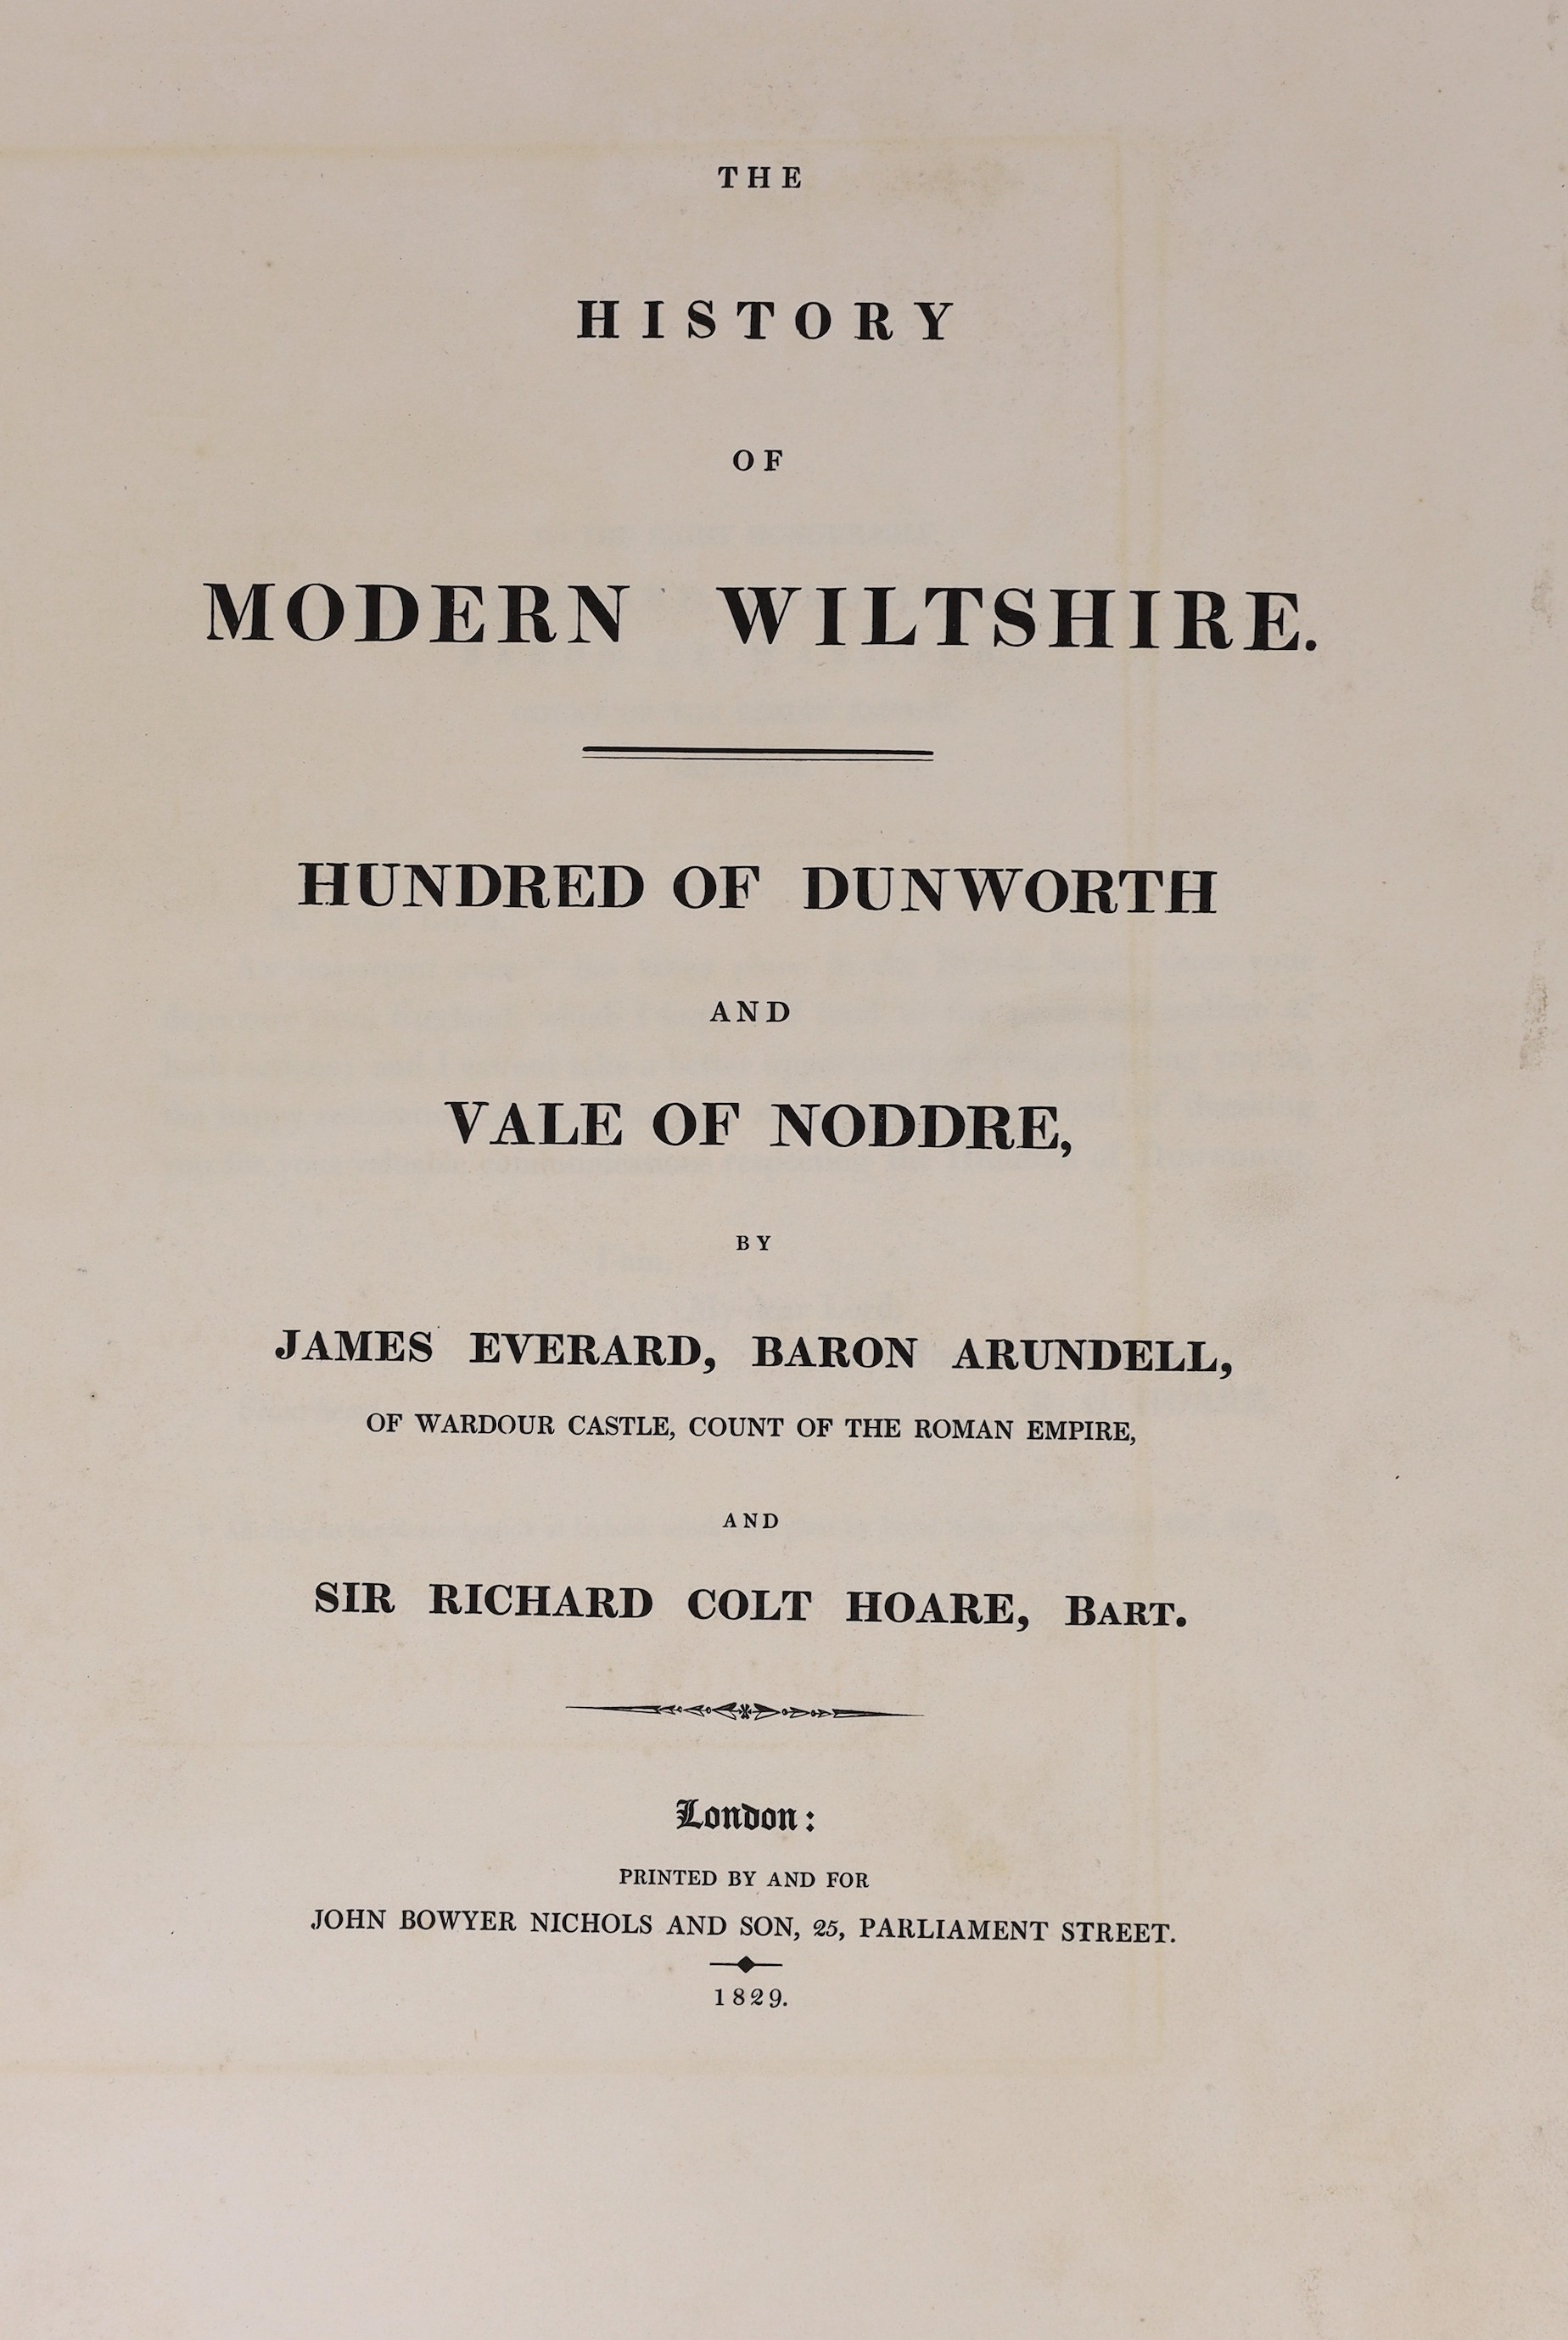 THE
HISTORY
OF
MODERN WILTSHIRE.
HUNDRED OF DUNWORTH
AND
VALE OF NODDRE,
BY
JAMES EVERARD, BARON ARUNDELL,
OF WARDOUR CASTLE, COUNT OF THE ROMAN EMPIRE,
AND
SIR RICHARD COLT HOARE, BART.
London:
PRINTED BY AND FOR
JOHN BOWYER NICHOLS AND SON, 25, PARLIAMENT STREET.
1829.